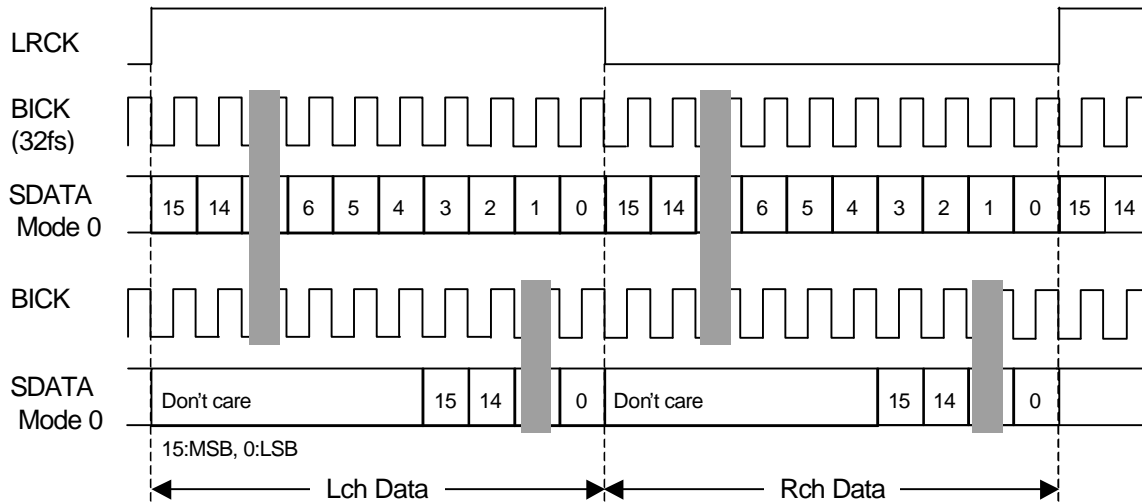 LRCK
BICK
(32fs)
SDATA
Mode 0
15 14 6 5 4 3 2 1 0 15 14 6 5 4 3 2 1 0 15 14
BICK
SDATA
Mode 0
Don't care 15 14 0 Don't care 15 14 0
15:MSB, 0:LSB
Lch Data Rch Data